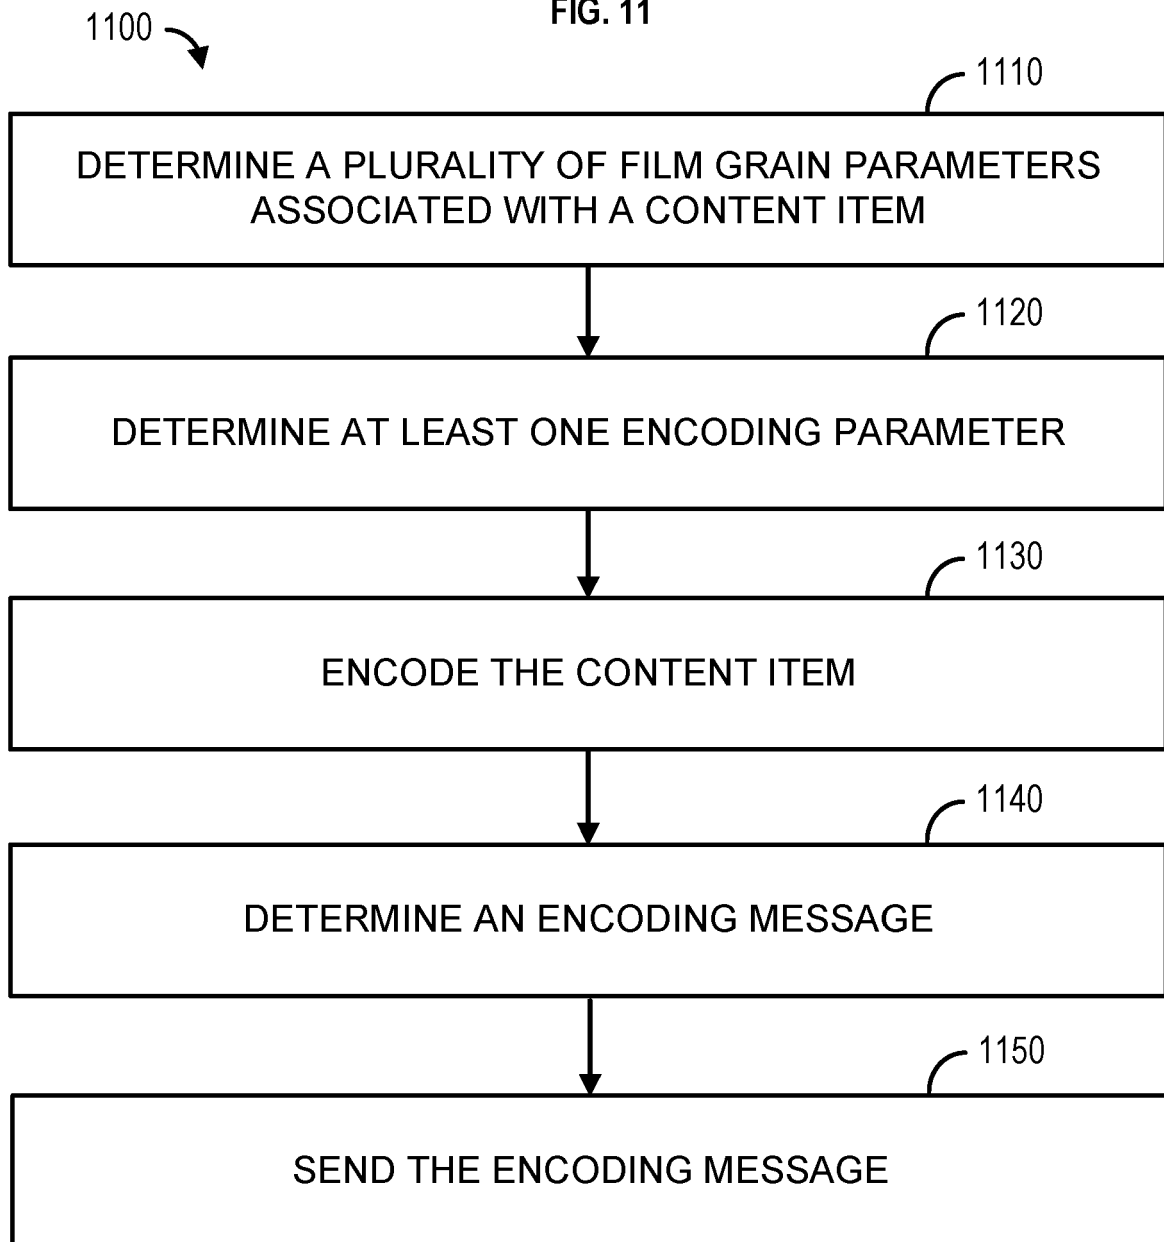 FIG. 11
1100
1110
DETERMINE A PLURALITY OF FILM GRAIN PARAMETERS
ASSOCIATED WITH A CONTENT ITEM
1120
DETERMINE AT LEAST ONE ENCODING PARAMETER
1130
ENCODE THE CONTENT ITEM
1140
DETERMINE AN ENCODING MESSAGE
1150
SEND THE ENCODING MESSAGE